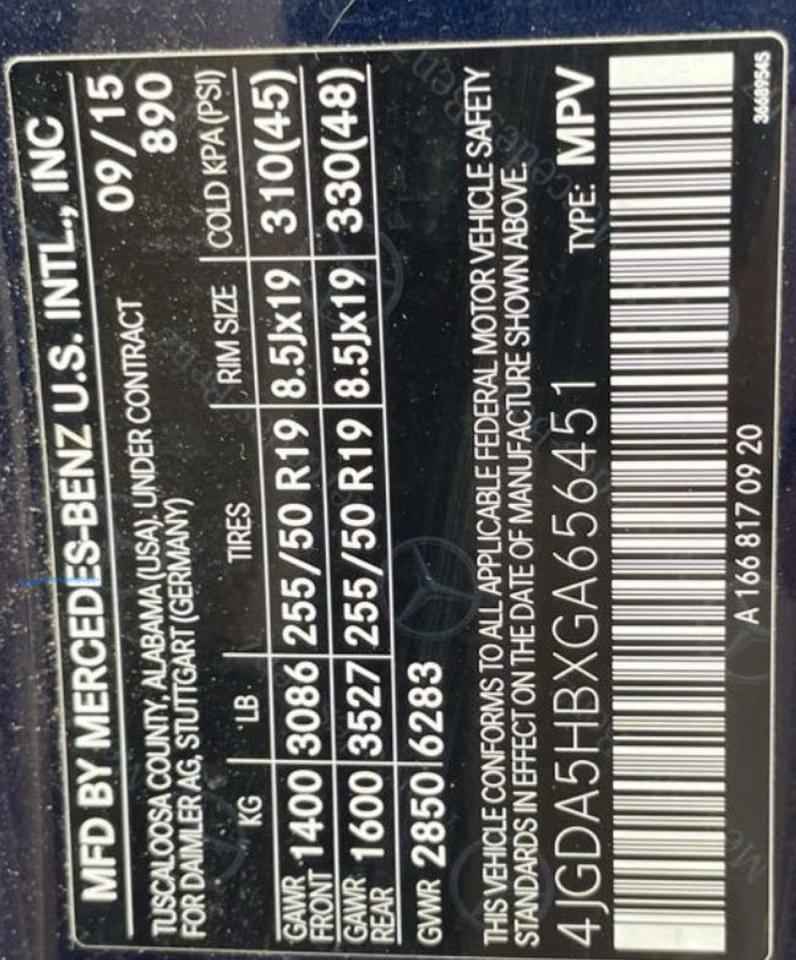 MFD BY MERCEDES-BENZ U.S. INTL., INC
09/15
TUSCALOOSA COUNTY, ALABAMA (USA), UNDER CONTRACT
890
FOR DAIMLER AG, STUTTGART (GERMANY)
KG LB TIRES RIM SIZE COLD KPA (PSI)
GAWR FRONT 1400 3086 255/50 R19 8.5Jx19 310(45)
GAWR REAR 1600 3527 255/50 R19 8.5Jx19 330(48)
GVWR 2850 6283
THIS VEHICLE CONFORMS TO ALL APPLICABLE FEDERAL MOTOR VEHICLE SAFETY
STANDARDS IN EFFECT ON THE DATE OF MANUFACTURE SHOWN ABOVE.
4JGDA5HBXGA656451 TYPE: MPV
A 166 817 09 20
36689545